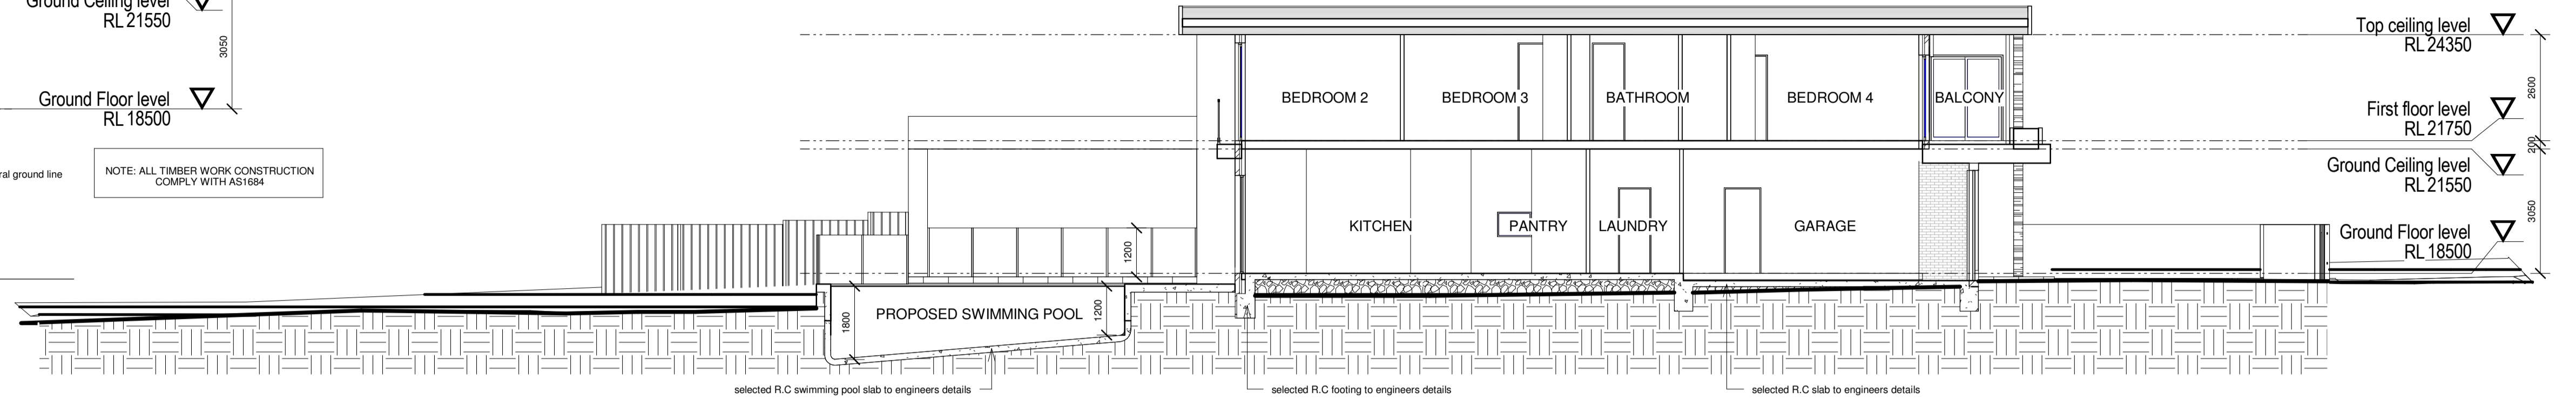 Ground Ceiling level
RL 21550
3050
Ground Floor level
RL 18500
ral ground line
NOTE: ALL TIMBER WORK CONSTRUCTION
COMPLY WITH AS1684
BEDROOM 2
BEDROOM 3
BATHROOM
BEDROOM 4
BALCONY
KITCHEN
PANTRY
LAUNDRY
GARAGE
1200
1800
PROPOSED SWIMMING POOL
1200
selected R.C swimming pool slab to engineers details
selected R.C footing to engineers details
selected R.C slab to engineers details
Top ceiling level
RL 24350
2600
First floor level
RL 21750
200
Ground Ceiling level
RL 21550
3050
Ground Floor level
RL 18500